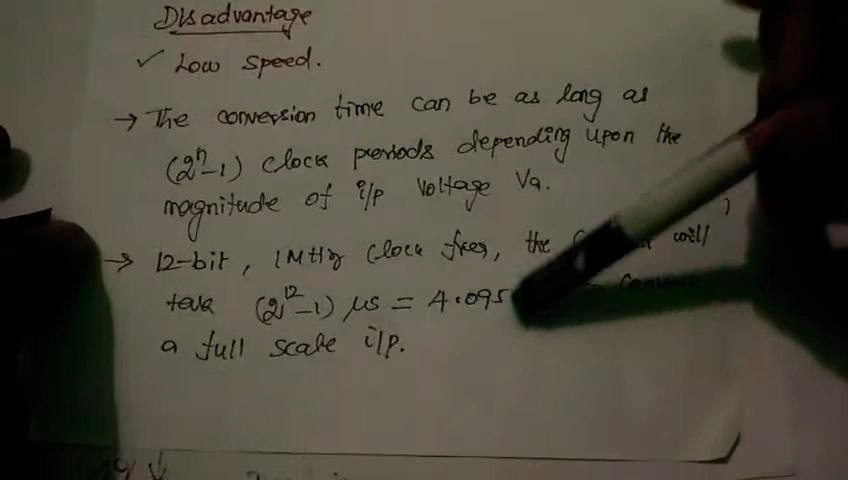 Disadvantage
✓ Low speed.
→ The conversion time can be as long as
(2ⁿ-1) clock periods depending upon the
magnitude of i/p voltage Va.
→ 12-bit, 1MHz clock freq, the will
(2¹²-1) μs = 4.095
a full scale i/p.